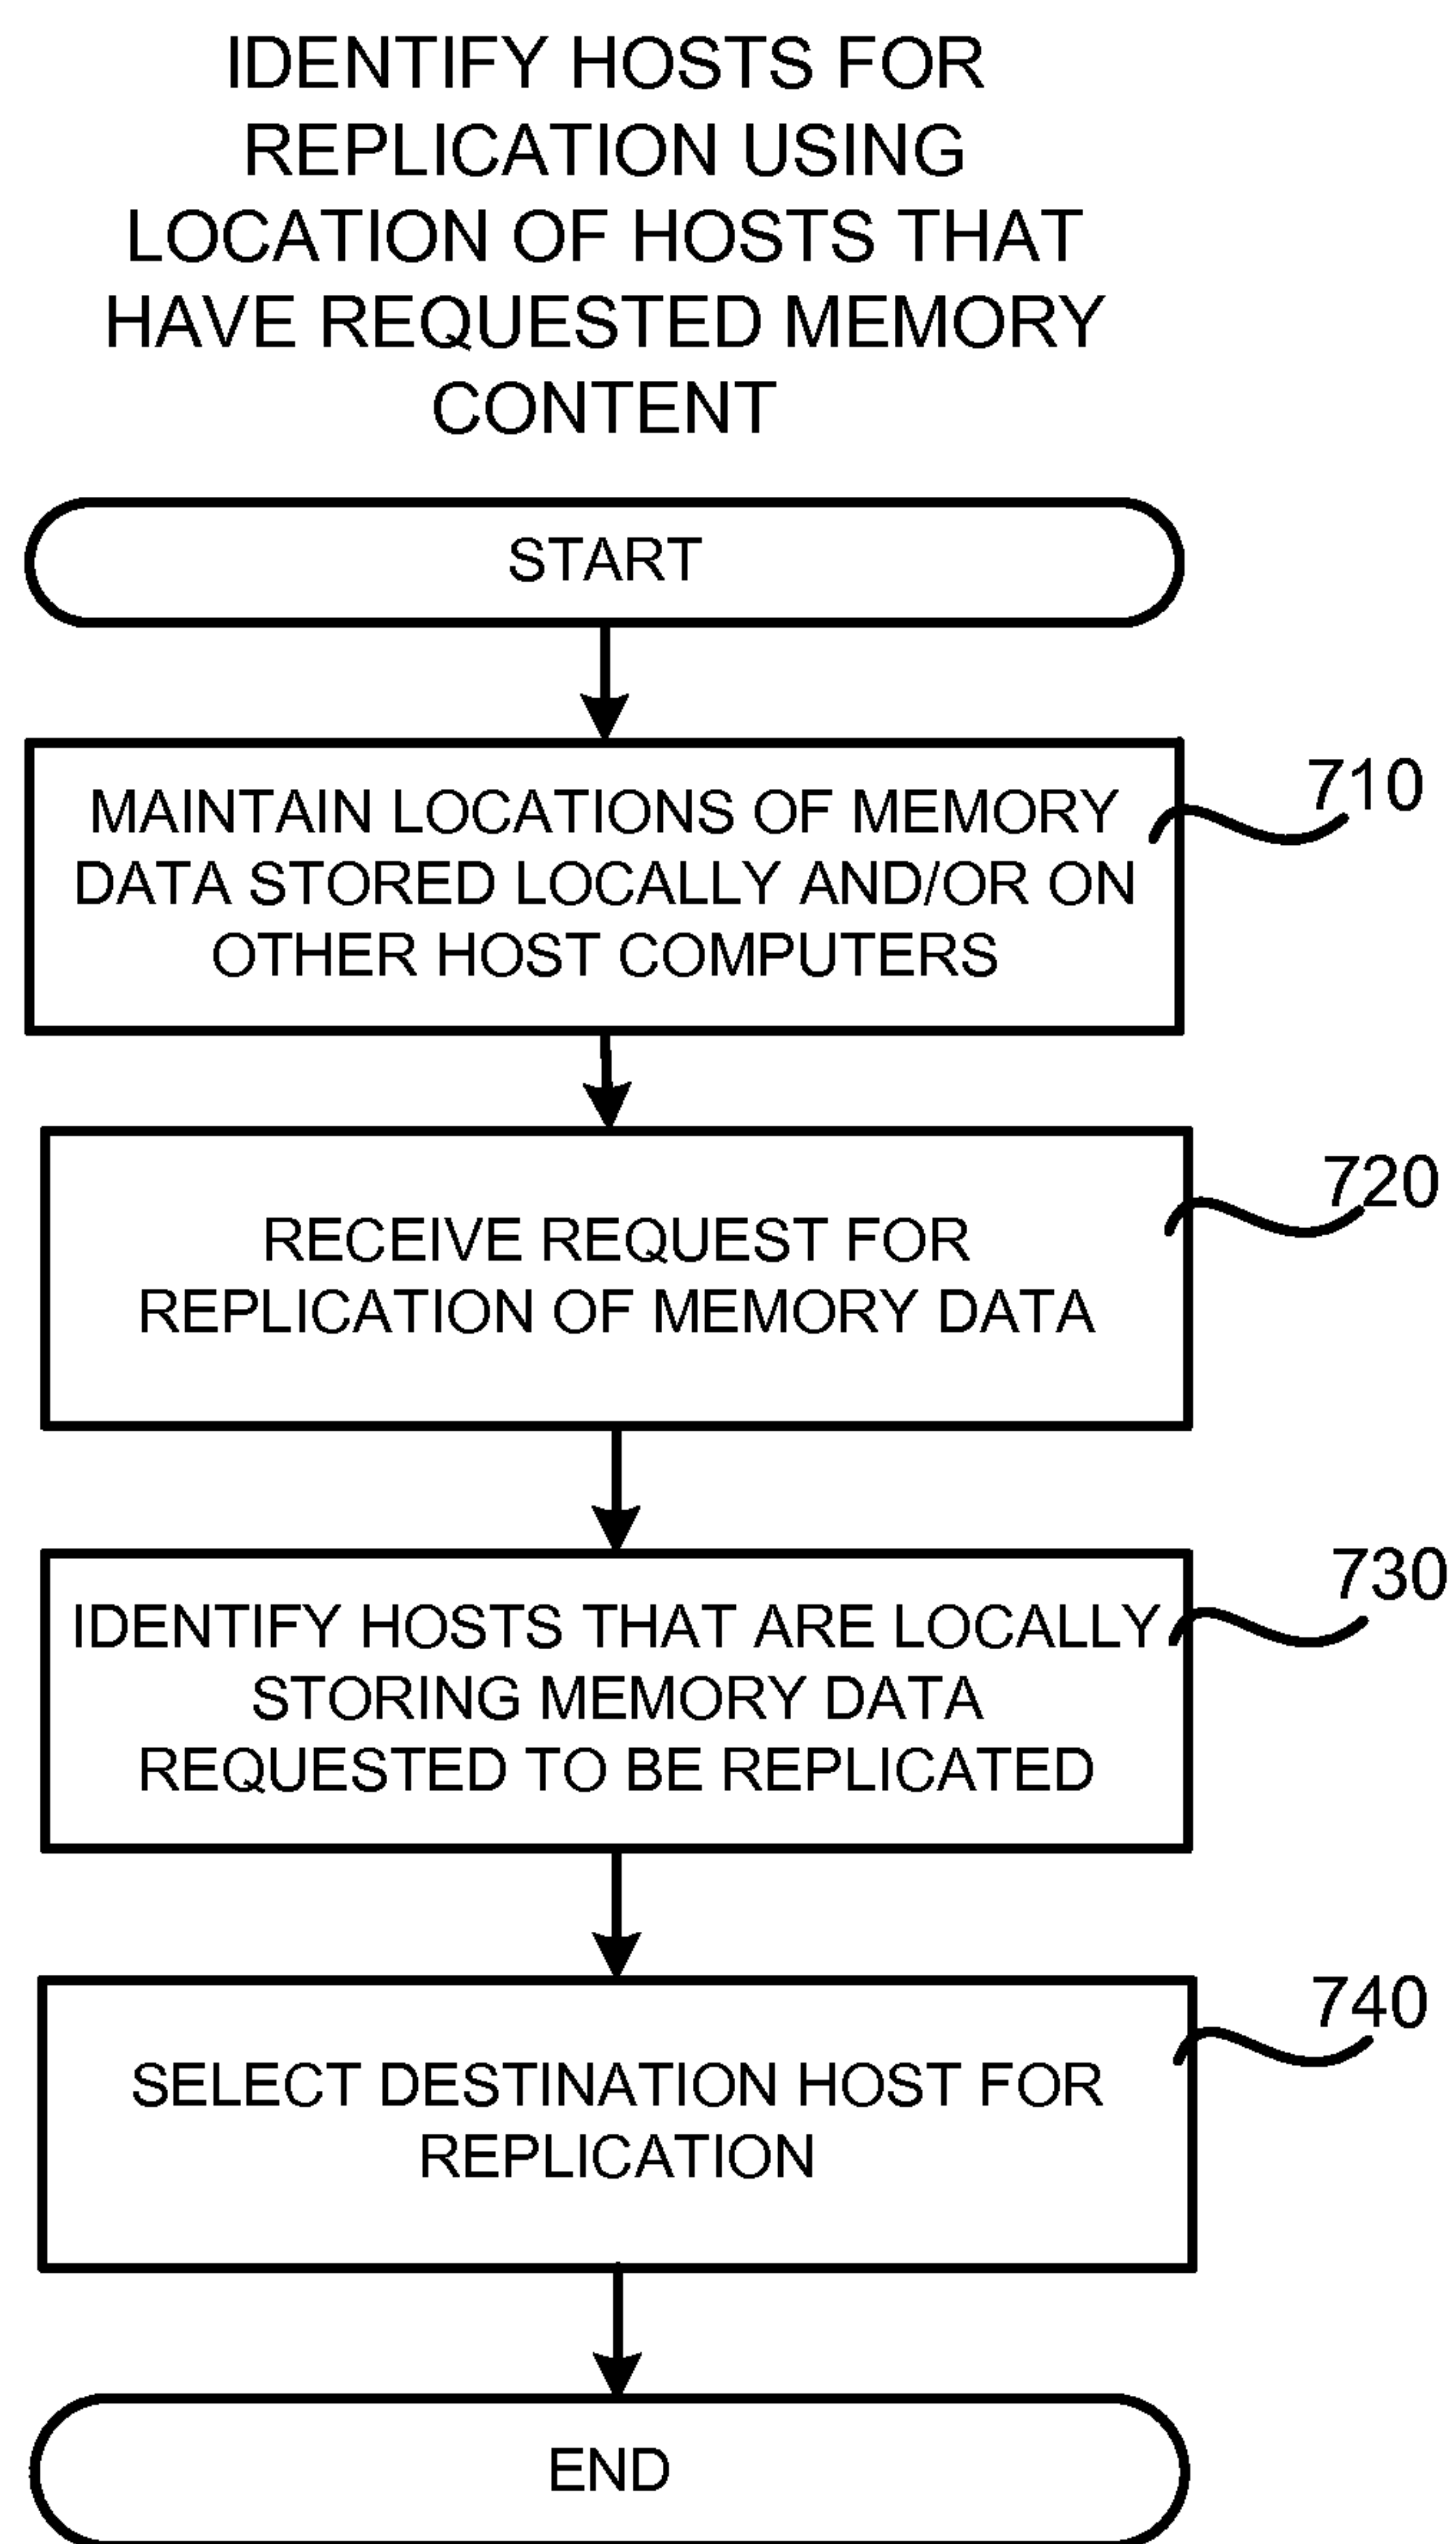 IDENTIFY HOSTS FOR
REPLICATION USING
LOCATION OF HOSTS THAT
HAVE REQUESTED MEMORY
CONTENT
START
MAINTAIN LOCATIONS OF MEMORY
DATA STORED LOCALLY AND/OR ON
OTHER HOST COMPUTERS
710
RECEIVE REQUEST FOR
REPLICATION OF MEMORY DATA
720
IDENTIFY HOSTS THAT ARE LOCALLY
STORING MEMORY DATA
REQUESTED TO BE REPLICATED
730
SELECT DESTINATION HOST FOR
REPLICATION
740
END